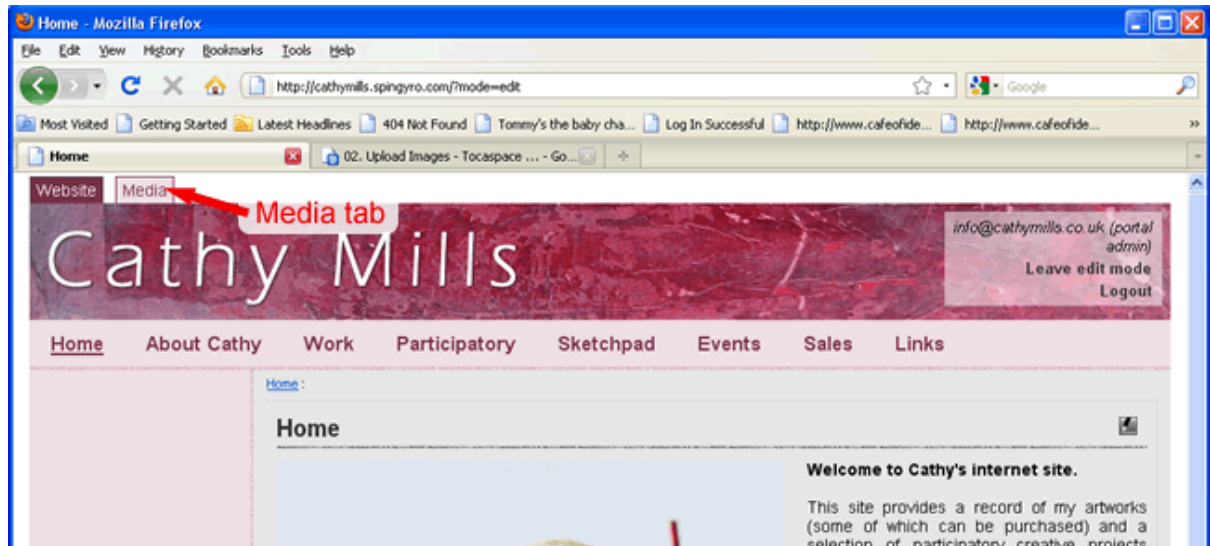 Home - Mozilla Firefox
File Edit View History Bookmarks Tools Help
http://cathymills.spingyro.com/?mode=edit
Google
Most Visited Getting Started Latest Headlines 404 Not Found Tommy's the baby cha... Log In Successful http://www.cafeofide... http://www.cafeofide... »
Home 02. Upload Images - Tocaspace ... - Go...
Website Media
Media tab
Cathy Mills
info@cathymills.co.uk (portal
admin)
Leave edit mode
Logout
Home About Cathy Work Participatory Sketchpad Events Sales Links
Home :
Home
Welcome to Cathy's internet site.
This site provides a record of my artworks
(some of which can be purchased) and a
selection of participatory creative projects